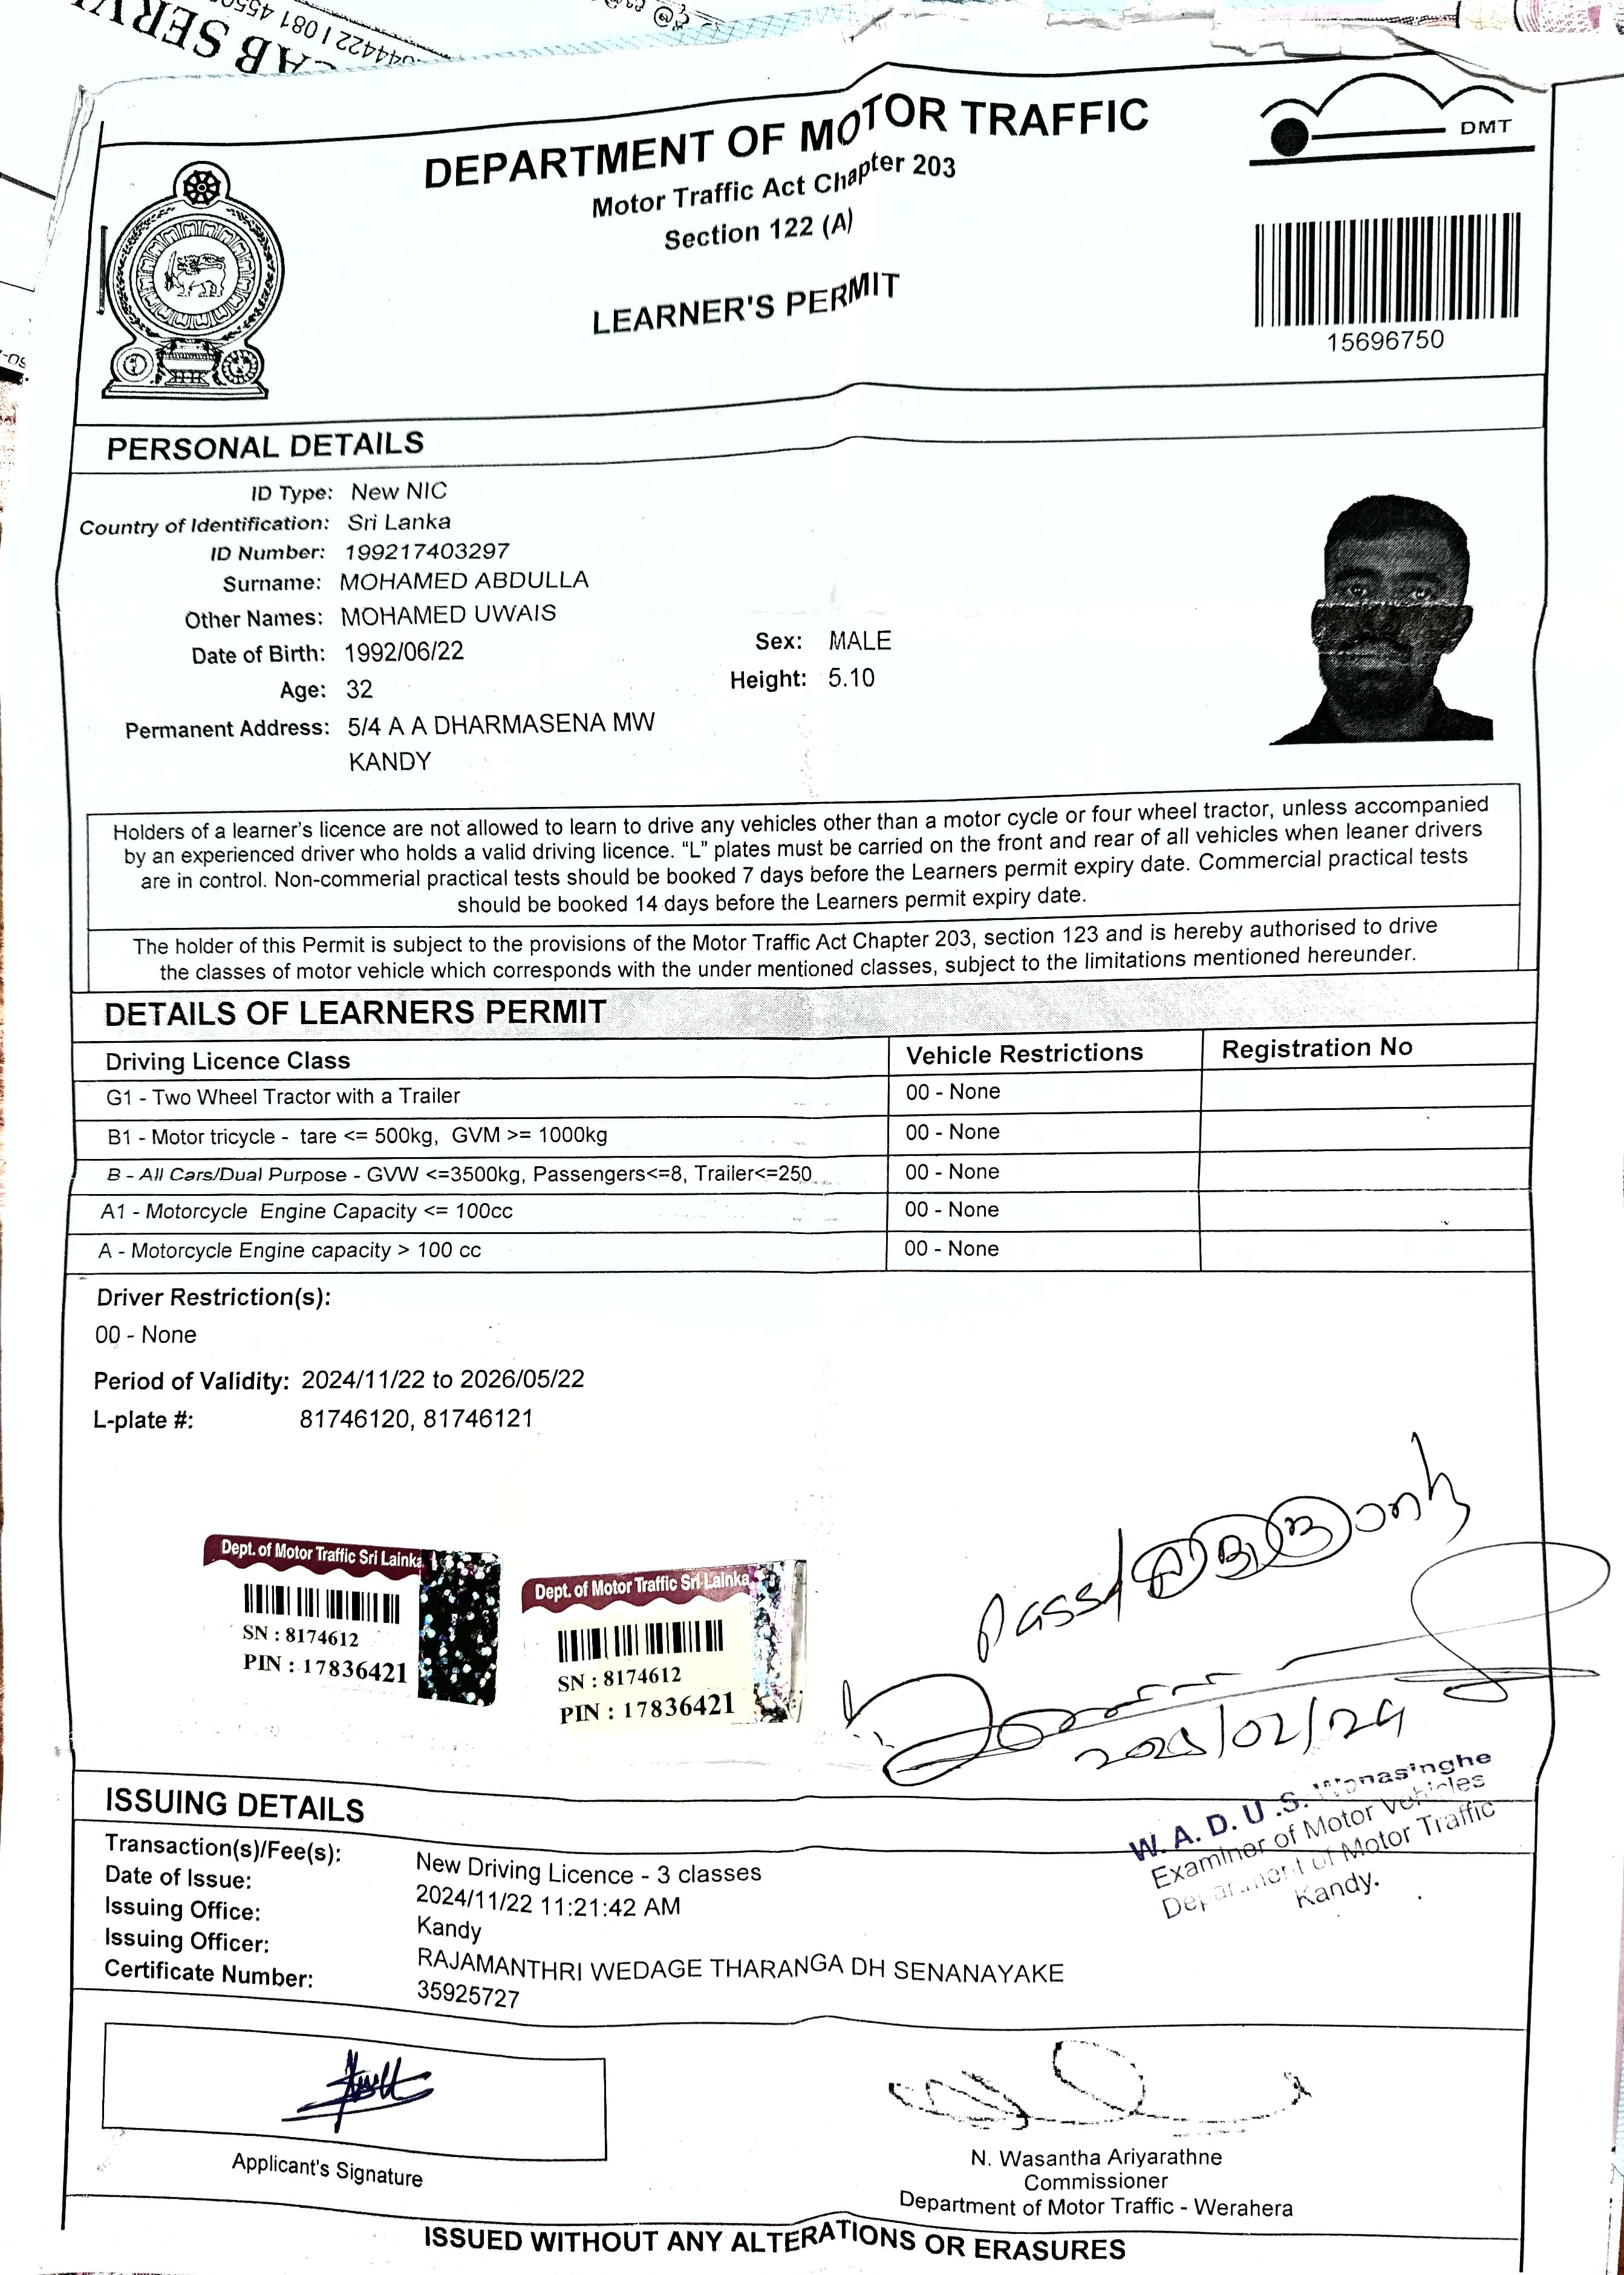 CAB SERV
044422 I 081 455
DEPARTMENT OF MOTOR TRAFFIC
Motor Traffic Act Chapter 203
Section 122 (A)
LEARNER'S PERMIT
DMT
15696750
PERSONAL DETAILS
ID Type: New NIC
Country of Identification: Sri Lanka
ID Number: 199217403297
Surname: MOHAMED ABDULLA
Other Names: MOHAMED UWAIS
Date of Birth: 1992/06/22 Sex: MALE
Age: 32 Height: 5.10
Permanent Address: 5/4 A A DHARMASENA MW
KANDY
Holders of a learner's licence are not allowed to learn to drive any vehicles other than a motor cycle or four wheel tractor, unless accompanied
by an experienced driver who holds a valid driving licence. “L” plates must be carried on the front and rear of all vehicles when leaner drivers
are in control. Non-commerial practical tests should be booked 7 days before the Learners permit expiry date. Commercial practical tests
should be booked 14 days before the Learners permit expiry date.
The holder of this Permit is subject to the provisions of the Motor Traffic Act Chapter 203, section 123 and is hereby authorised to drive
the classes of motor vehicle which corresponds with the under mentioned classes, subject to the limitations mentioned hereunder.
DETAILS OF LEARNERS PERMIT
Driving Licence Class Vehicle Restrictions Registration No
G1 - Two Wheel Tractor with a Trailer 00 - None
B1 - Motor tricycle - tare <= 500kg, GVM >= 1000kg 00 - None
B - All Cars/Dual Purpose - GVW <=3500kg, Passengers<=8, Trailer<=250 00 - None
A1 - Motorcycle Engine Capacity <= 100cc 00 - None
A - Motorcycle Engine capacity > 100 cc 00 - None
Driver Restriction(s):
00 - None
Period of Validity: 2024/11/22 to 2026/05/22
L-plate #: 81746120, 81746121
Dept. of Motor Traffic Sri Lainka
SN : 8174612
PIN : 17836421
Dept. of Motor Traffic Sri Lainka
SN : 8174612
PIN : 17836421
Pass/
W. A. D. U .S.
Examiner of Motor Vehicles
Department of Motor Traffic
Kandy.
ISSUING DETAILS
Transaction(s)/Fee(s): New Driving Licence - 3 classes
Date of Issue: 2024/11/22 11:21:42 AM
Issuing Office: Kandy
Issuing Officer: RAJAMANTHRI WEDAGE THARANGA DH SENANAYAKE
Certificate Number: 35925727
Applicant's Signature
N. Wasantha Ariyarathne
Commissioner
Department of Motor Traffic - Werahera
ISSUED WITHOUT ANY ALTERATIONS OR ERASURES